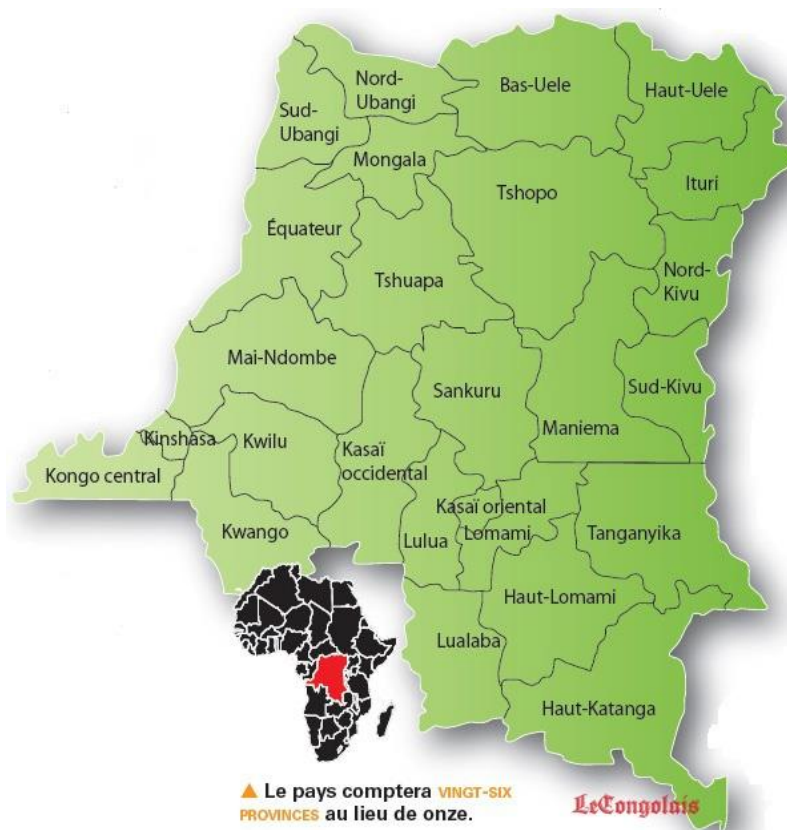 Nord-
Ubangi
Bas-Uele
Haut-Uele
Sud-
Ubangi
Mongala
Ituri
Tshopo
Équateur
Nord-
Kivu
Tshuapa
Mai-Ndombe
Sankuru
Sud-Kivu
Kinshasa
Kwilu
Maniema
Kasaï
occidental
Kongo central
Kasaï oriental
Kwango
Lulua
Lomami
Tanganyika
Haut-Lomami
Lualaba
Haut-Katanga
▲ Le pays comptera VINGT-SIX
PROVINCES au lieu de onze.
LeCongolais